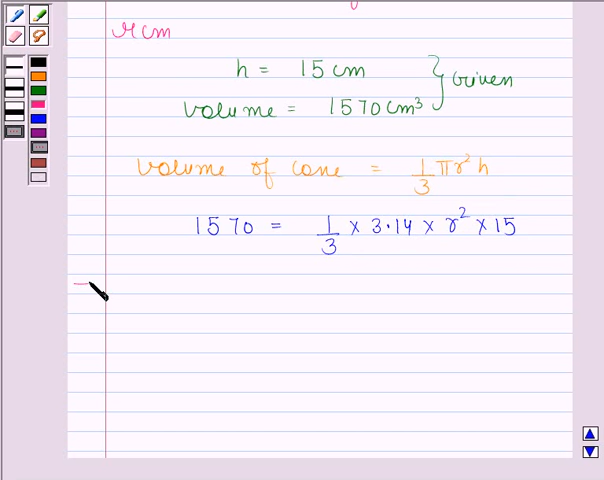 r cm
h = 15 cm
volume = 1570 cm³ } Given
Volume of cone = 1/3 πr² h
1570 = 1/3 × 3.14 × r² × 15